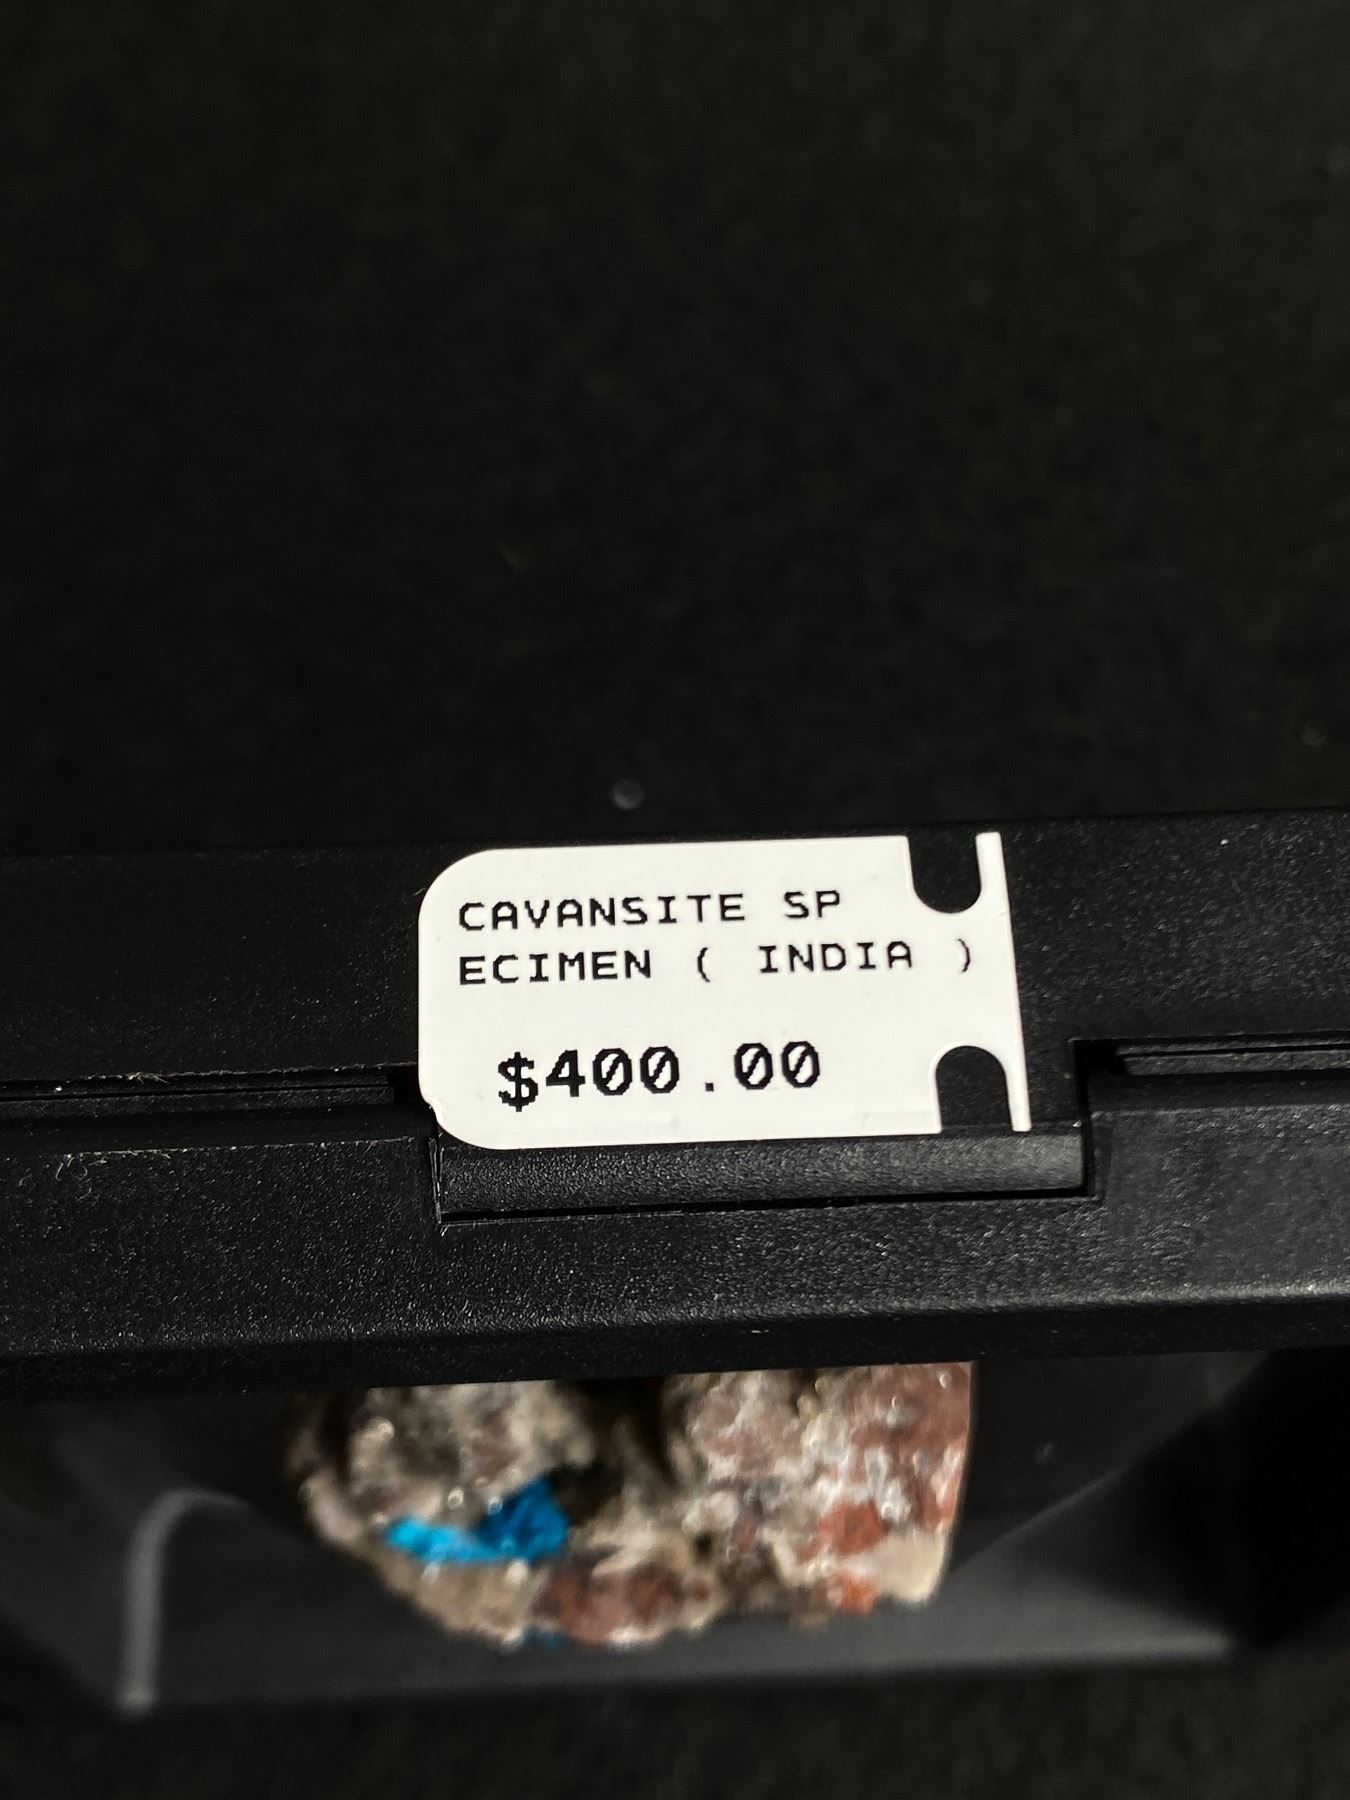 CAVANSITE SP
ECIMEN ( INDIA )
$400.00